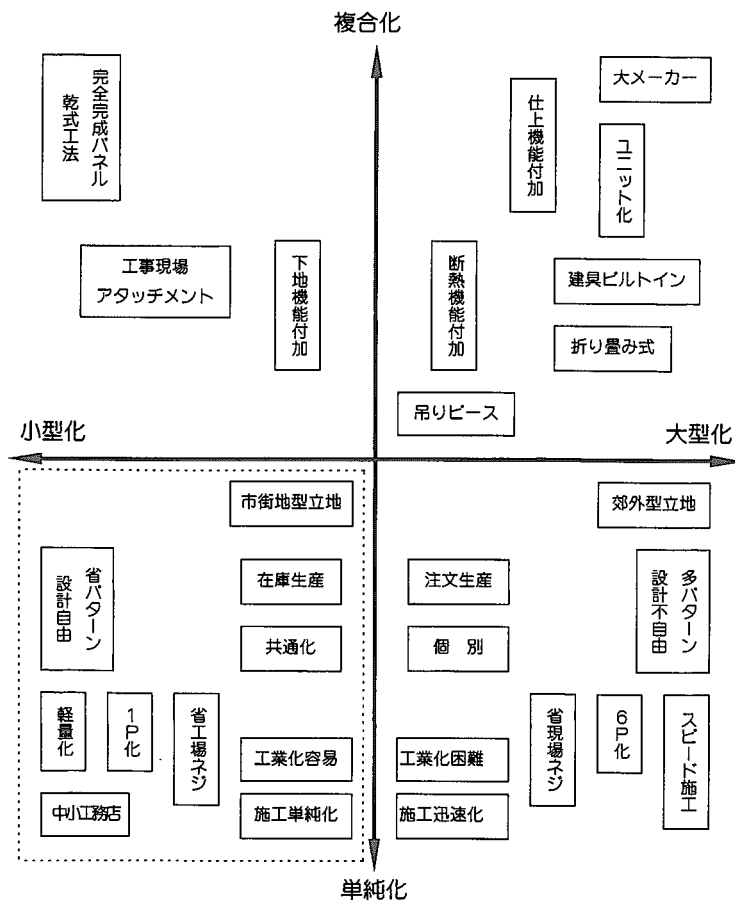 複合化
完全完成パネル
乾式工法
工事現場
アタッチメント
下地機能付加
断熱機能付加
仕上機能付加
大メーカー
ユニット化
建具ビルトイン
折り畳み式
吊りピース
小型化
大型化
市街地型立地
郊外型立地
省パターン
設計自由
在庫生産
注文生産
多パターン
設計不自由
共通化
個 別
軽量化
1P化
省工場ネジ
工業化容易
工業化困難
省現場ネジ
6P化
スピード施工
中小工務店
施工単純化
施工迅速化
単純化